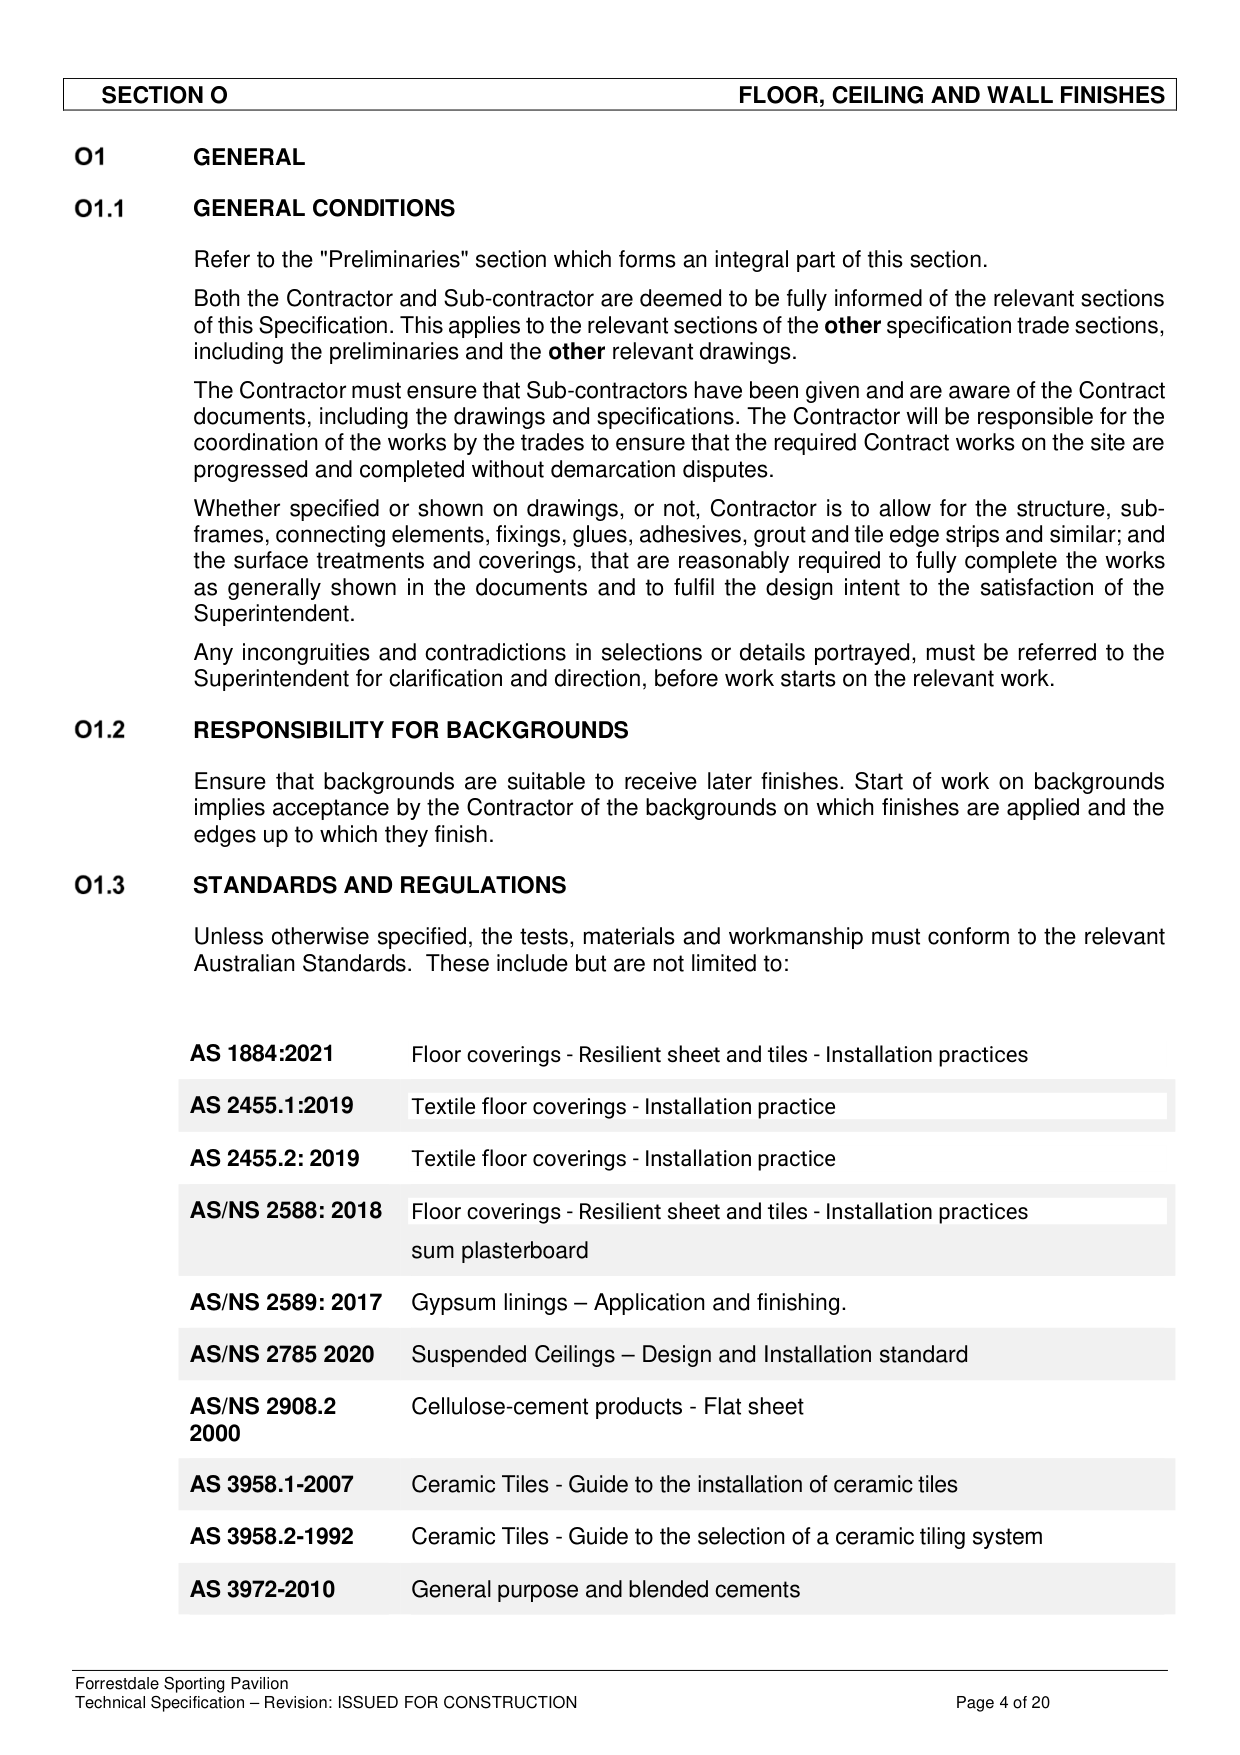 SECTION O FLOOR, CEILING AND WALL FINISHES
O1 GENERAL
O1.1 GENERAL CONDITIONS
Refer to the "Preliminaries" section which forms an integral part of this section.
Both the Contractor and Sub-contractor are deemed to be fully informed of the relevant sections
of this Specification. This applies to the relevant sections of the other specification trade sections,
including the preliminaries and the other relevant drawings.
The Contractor must ensure that Sub-contractors have been given and are aware of the Contract
documents, including the drawings and specifications. The Contractor will be responsible for the
coordination of the works by the trades to ensure that the required Contract works on the site are
progressed and completed without demarcation disputes.
Whether specified or shown on drawings, or not, Contractor is to allow for the structure, sub-
frames, connecting elements, fixings, glues, adhesives, grout and tile edge strips and similar; and
the surface treatments and coverings, that are reasonably required to fully complete the works
as generally shown in the documents and to fulfil the design intent to the satisfaction of the
Superintendent.
Any incongruities and contradictions in selections or details portrayed, must be referred to the
Superintendent for clarification and direction, before work starts on the relevant work.
O1.2 RESPONSIBILITY FOR BACKGROUNDS
Ensure that backgrounds are suitable to receive later finishes. Start of work on backgrounds
implies acceptance by the Contractor of the backgrounds on which finishes are applied and the
edges up to which they finish.
O1.3 STANDARDS AND REGULATIONS
Unless otherwise specified, the tests, materials and workmanship must conform to the relevant
Australian Standards. These include but are not limited to:
AS 1884:2021 Floor coverings - Resilient sheet and tiles - Installation practices
AS 2455.1:2019 Textile floor coverings - Installation practice
AS 2455.2: 2019 Textile floor coverings - Installation practice
AS/NS 2588: 2018 Floor coverings - Resilient sheet and tiles - Installation practices
sum plasterboard
AS/NS 2589: 2017 Gypsum linings – Application and finishing.
AS/NS 2785 2020 Suspended Ceilings – Design and Installation standard
AS/NS 2908.2 Cellulose-cement products - Flat sheet
2000
AS 3958.1-2007 Ceramic Tiles - Guide to the installation of ceramic tiles
AS 3958.2-1992 Ceramic Tiles - Guide to the selection of a ceramic tiling system
AS 3972-2010 General purpose and blended cements
Forrestdale Sporting Pavilion
Technical Specification – Revision: ISSUED FOR CONSTRUCTION Page 4 of 20